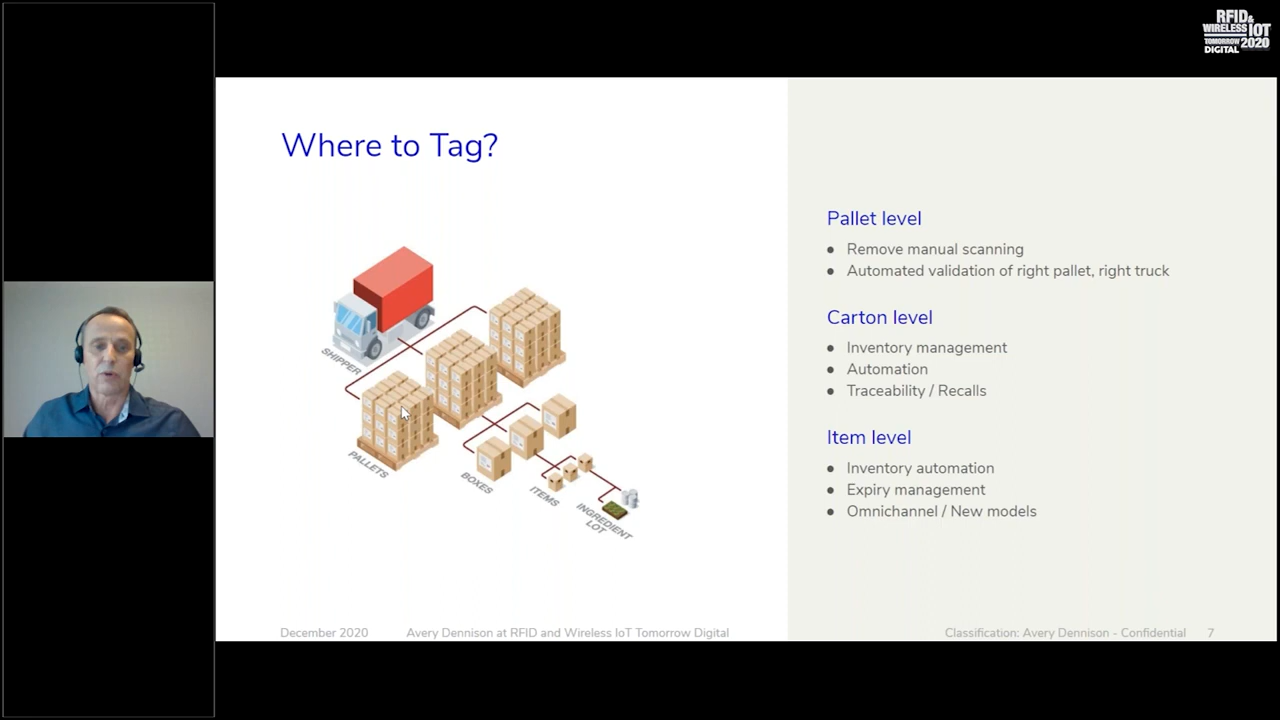 RFID&
WIRELESS IOT
TOMORROW 2020
DIGITAL
Where to Tag?
SHIPPER
PALLETS
BOXES
ITEMS
INGREDIENT
LOT
Pallet level
● Remove manual scanning
● Automated validation of right pallet, right truck
Carton level
● Inventory management
● Automation
● Traceability / Recalls
Item level
● Inventory automation
● Expiry management
● Omnichannel / New models
December 2020 Avery Dennison at RFID and Wireless IoT Tomorrow Digital Classification: Avery Dennison - Confidential 7